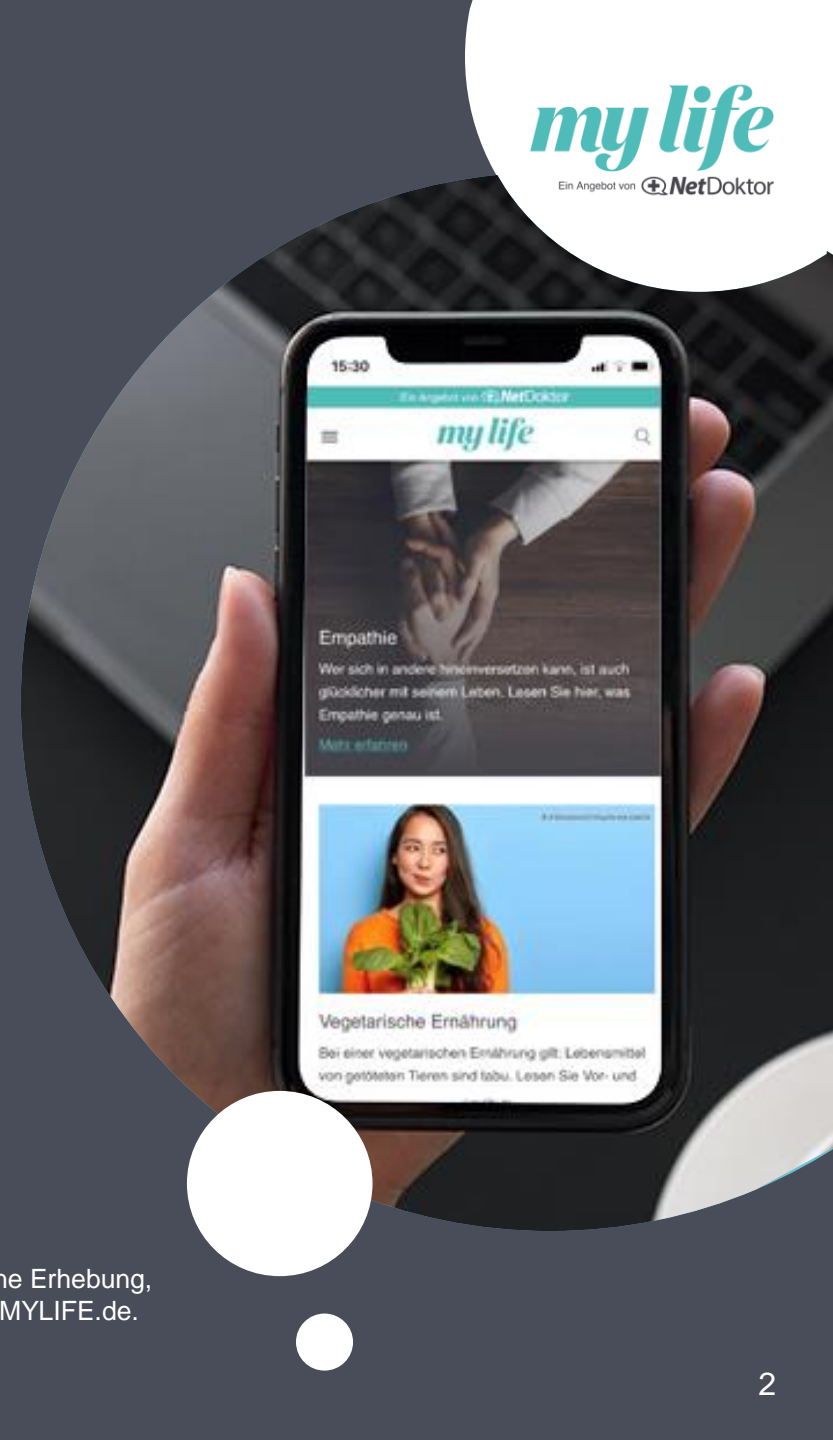 my life
Ein Angebot von NetDoktor
15:30
Ein Angebot von NetDoktor
my life
Empathie
Wer sich in andere hineinversetzen kann, ist auch
glücklicher mit seinem Leben. Lesen Sie hier, was
Empathie genau ist.
Mehr erfahren
Vegetarische Ernährung
Bei einer vegetarischen Ernährung gilt: Lebensmittel
von getöteten Tieren sind tabu. Lesen Sie Vor- und
he Erhebung,
MYLIFE.de.
2